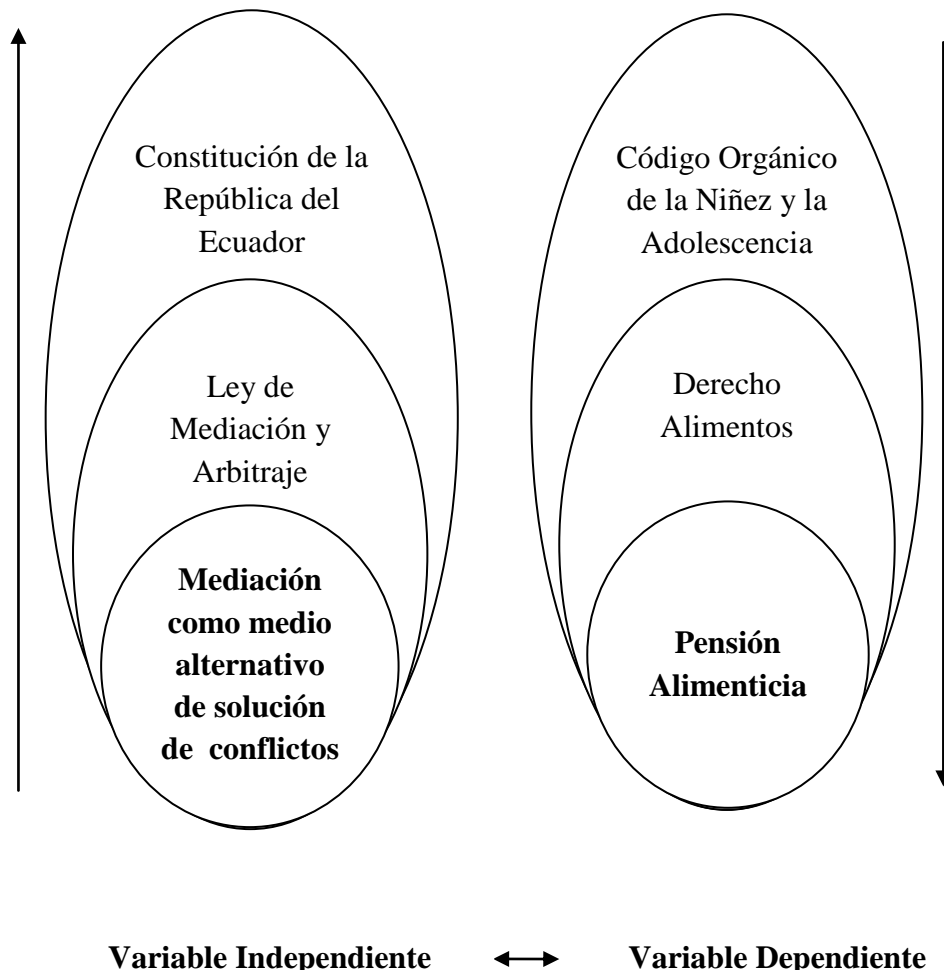 Constitución de la
República del
Ecuador
Ley de
Mediación y
Arbitraje
Mediación
como medio
alternativo
de solución
de conflictos
Código Orgánico
de la Niñez y la
Adolescencia
Derecho
Alimentos
Pensión
Alimenticia
Variable Independiente
Variable Dependiente